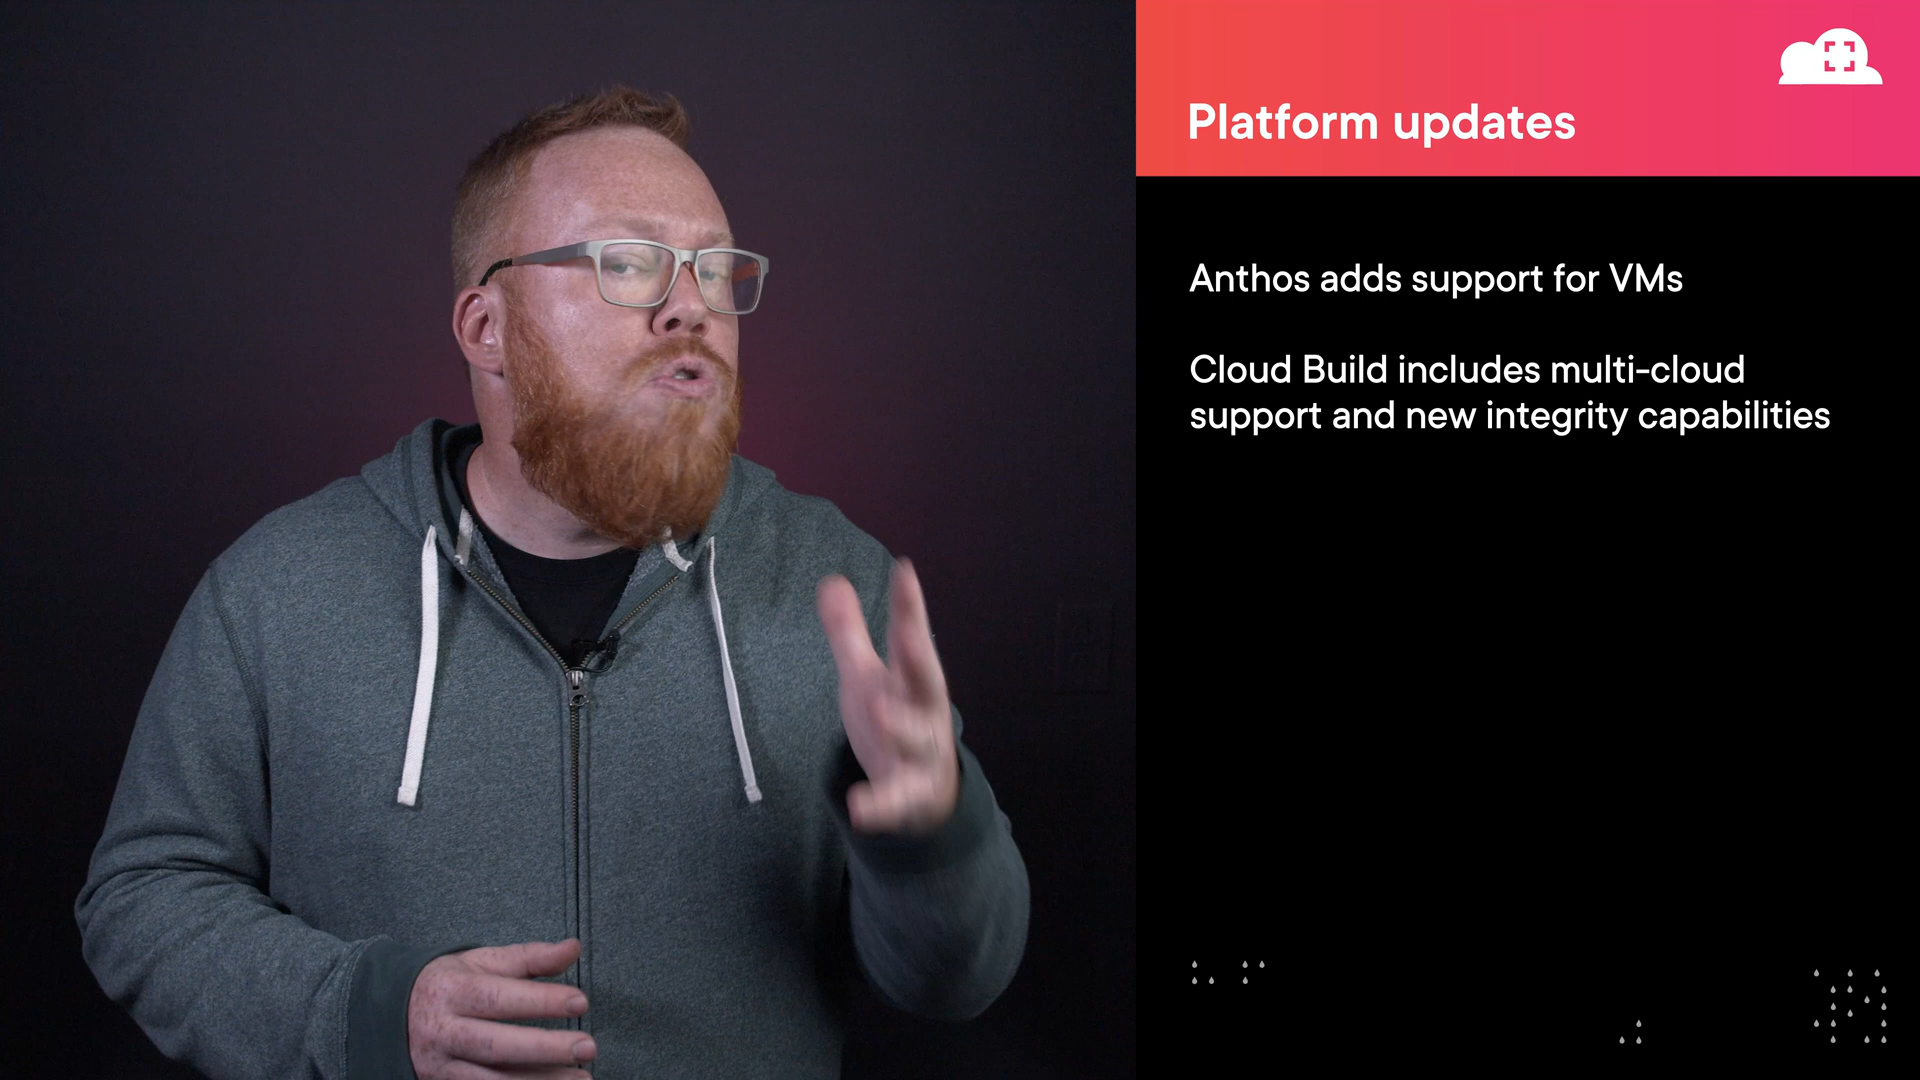 Platform updates
Anthos adds support for VMs
Cloud Build includes multi-cloud
support and new integrity capabilities